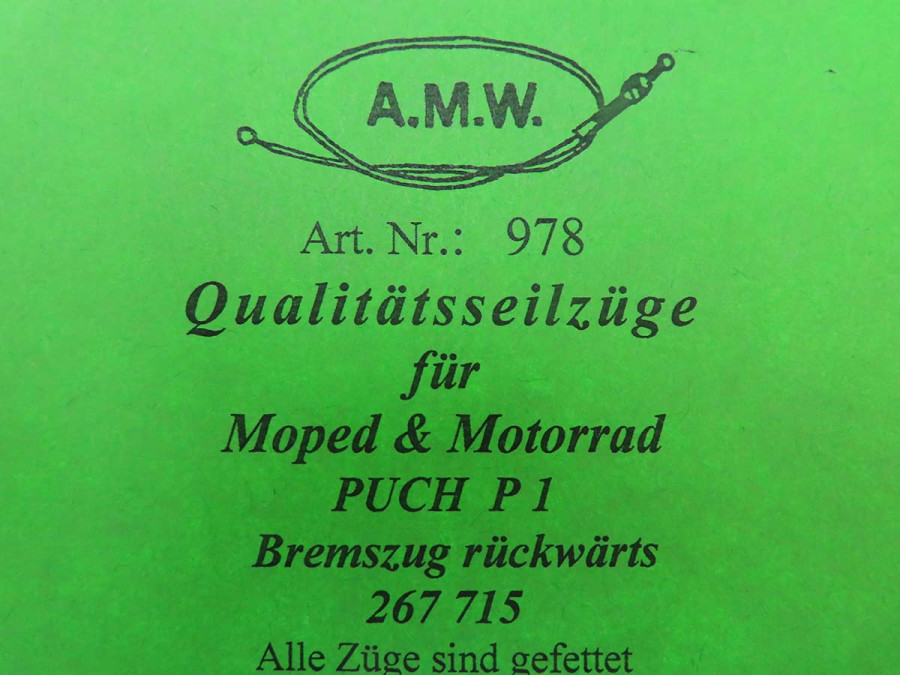 A.M.W.
Art. Nr.: 978
Qualitätsseilzüge
für
Moped & Motorrad
PUCH P 1
Bremszug rückwärts
267 715
Alle Züge sind gefettet